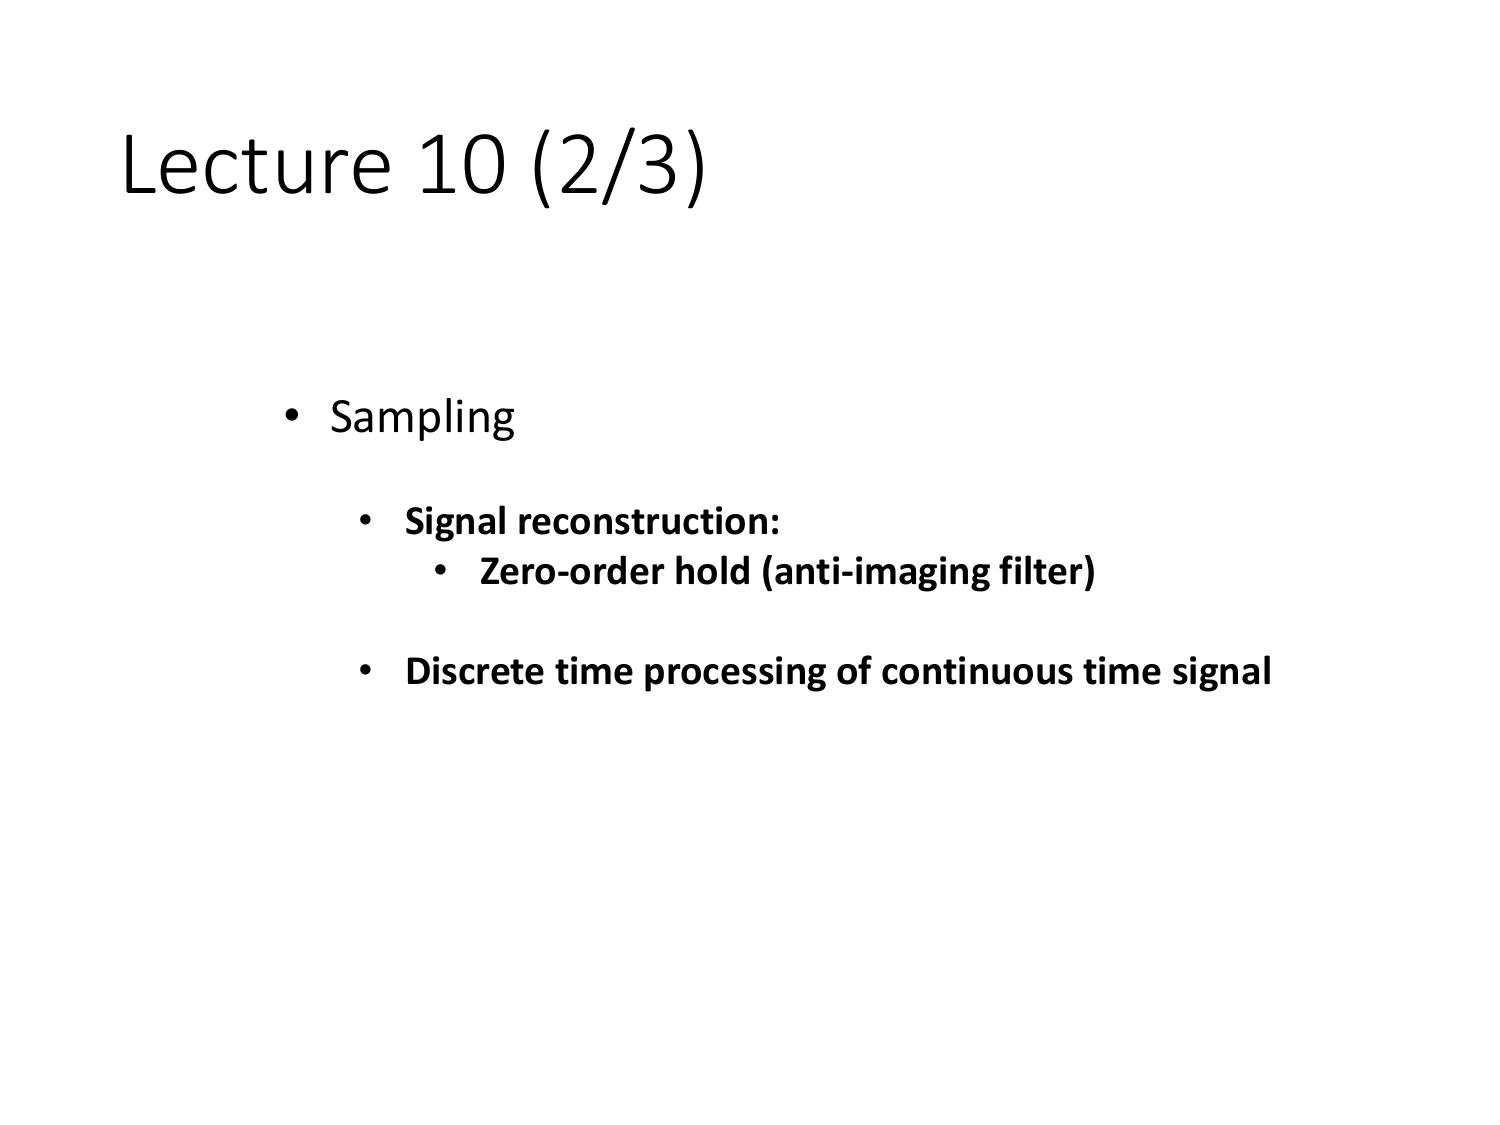 Lecture 10 (2/3)
• Sampling
• Signal reconstruction:
• Zero-order hold (anti-imaging filter)
• Discrete time processing of continuous time signal